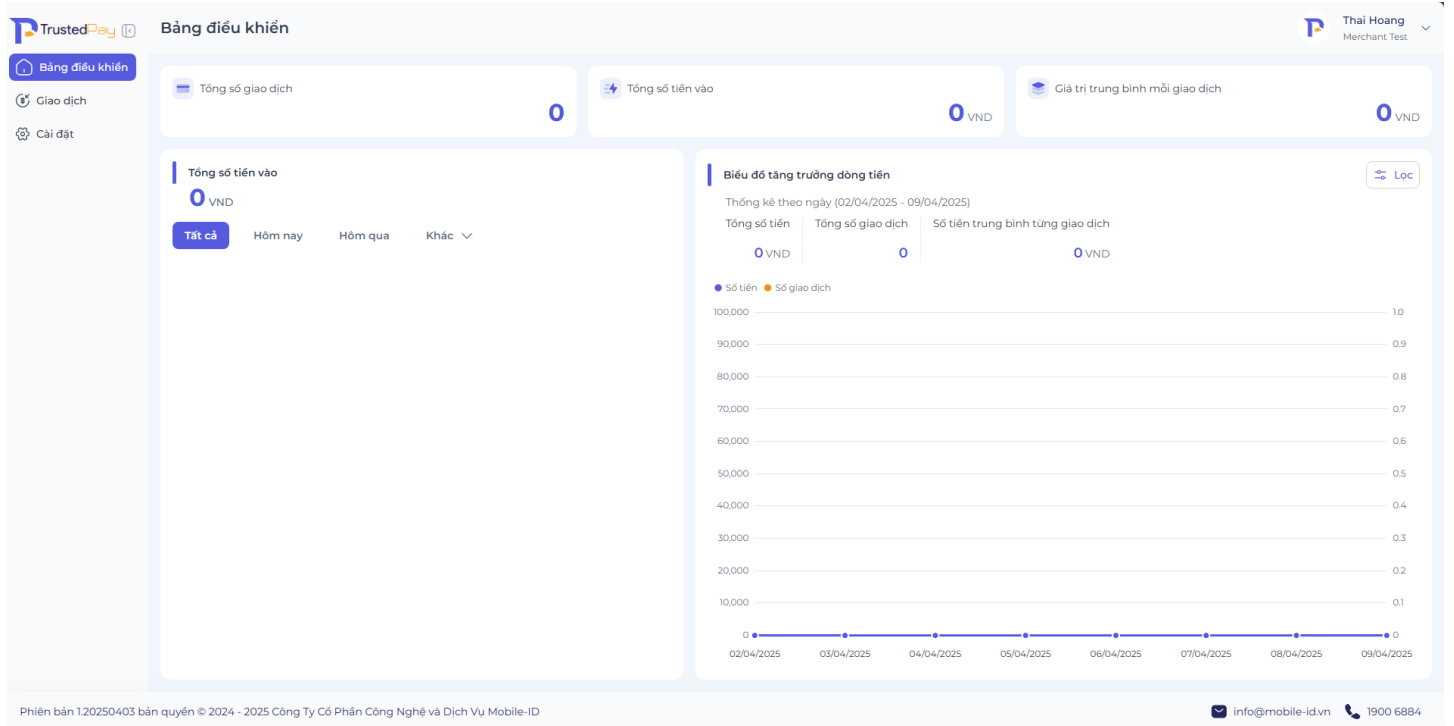 TrustedPay
Bảng điều khiển
Thai Hoang
Merchant Test
Bảng điều khiển
Giao dịch
Cài đặt
Tổng số giao dịch
0
Tổng số tiền vào
0 VND
Giá trị trung bình mỗi giao dịch
0 VND
Tổng số tiền vào
0 VND
Tất cả
Hôm nay
Hôm qua
Khác
Biểu đồ tăng trưởng dòng tiền
Lọc
Thống kê theo ngày (02/04/2025 - 09/04/2025)
Tổng số tiền
Tổng số giao dịch
Số tiền trung bình từng giao dịch
0 VND
0
0 VND
Số tiền
Số giao dịch
100,000
1.0
90,000
0.9
80,000
0.8
70,000
0.7
60,000
0.6
50,000
0.5
40,000
0.4
30,000
0.3
20,000
0.2
10,000
0.1
0
0
02/04/2025
03/04/2025
04/04/2025
05/04/2025
06/04/2025
07/04/2025
08/04/2025
09/04/2025
Phiên bản 1.20250403 bản quyền © 2024 - 2025 Công Ty Cổ Phần Công Nghệ và Dịch Vụ Mobile-ID
info@mobile-id.vn
1900 6884